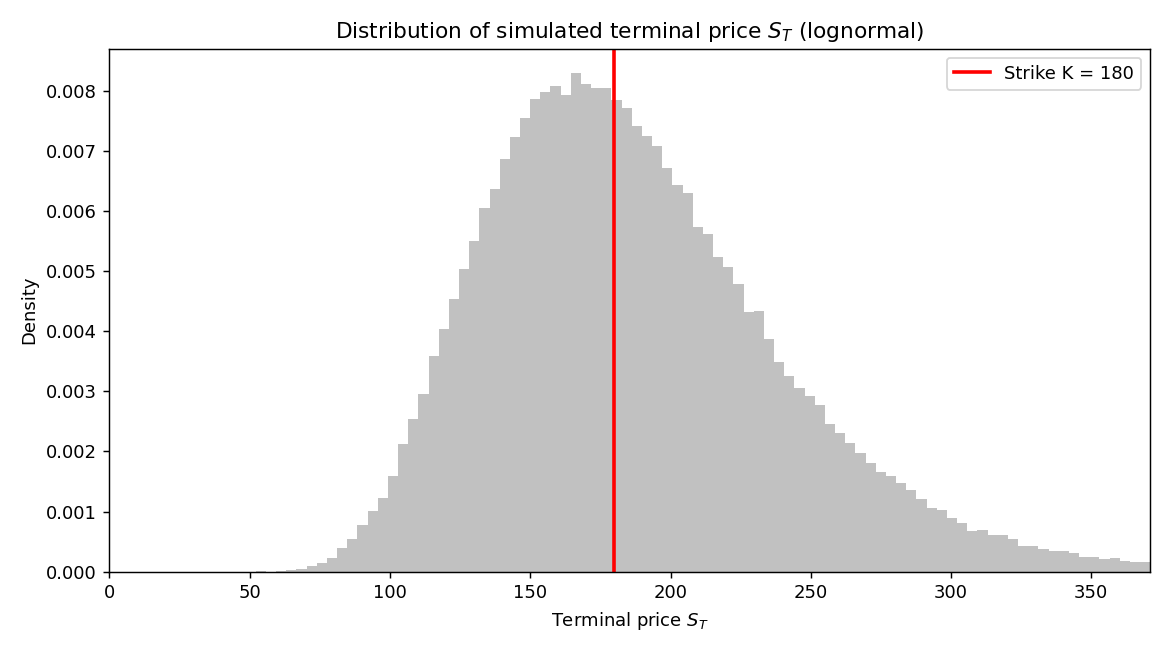 Distribution of simulated terminal price S_T (lognormal)
Strike K = 180
Density
0.008
0.007
0.006
0.005
0.004
0.003
0.002
0.001
0.000
0 50 100 150 200 250 300 350
Terminal price S_T